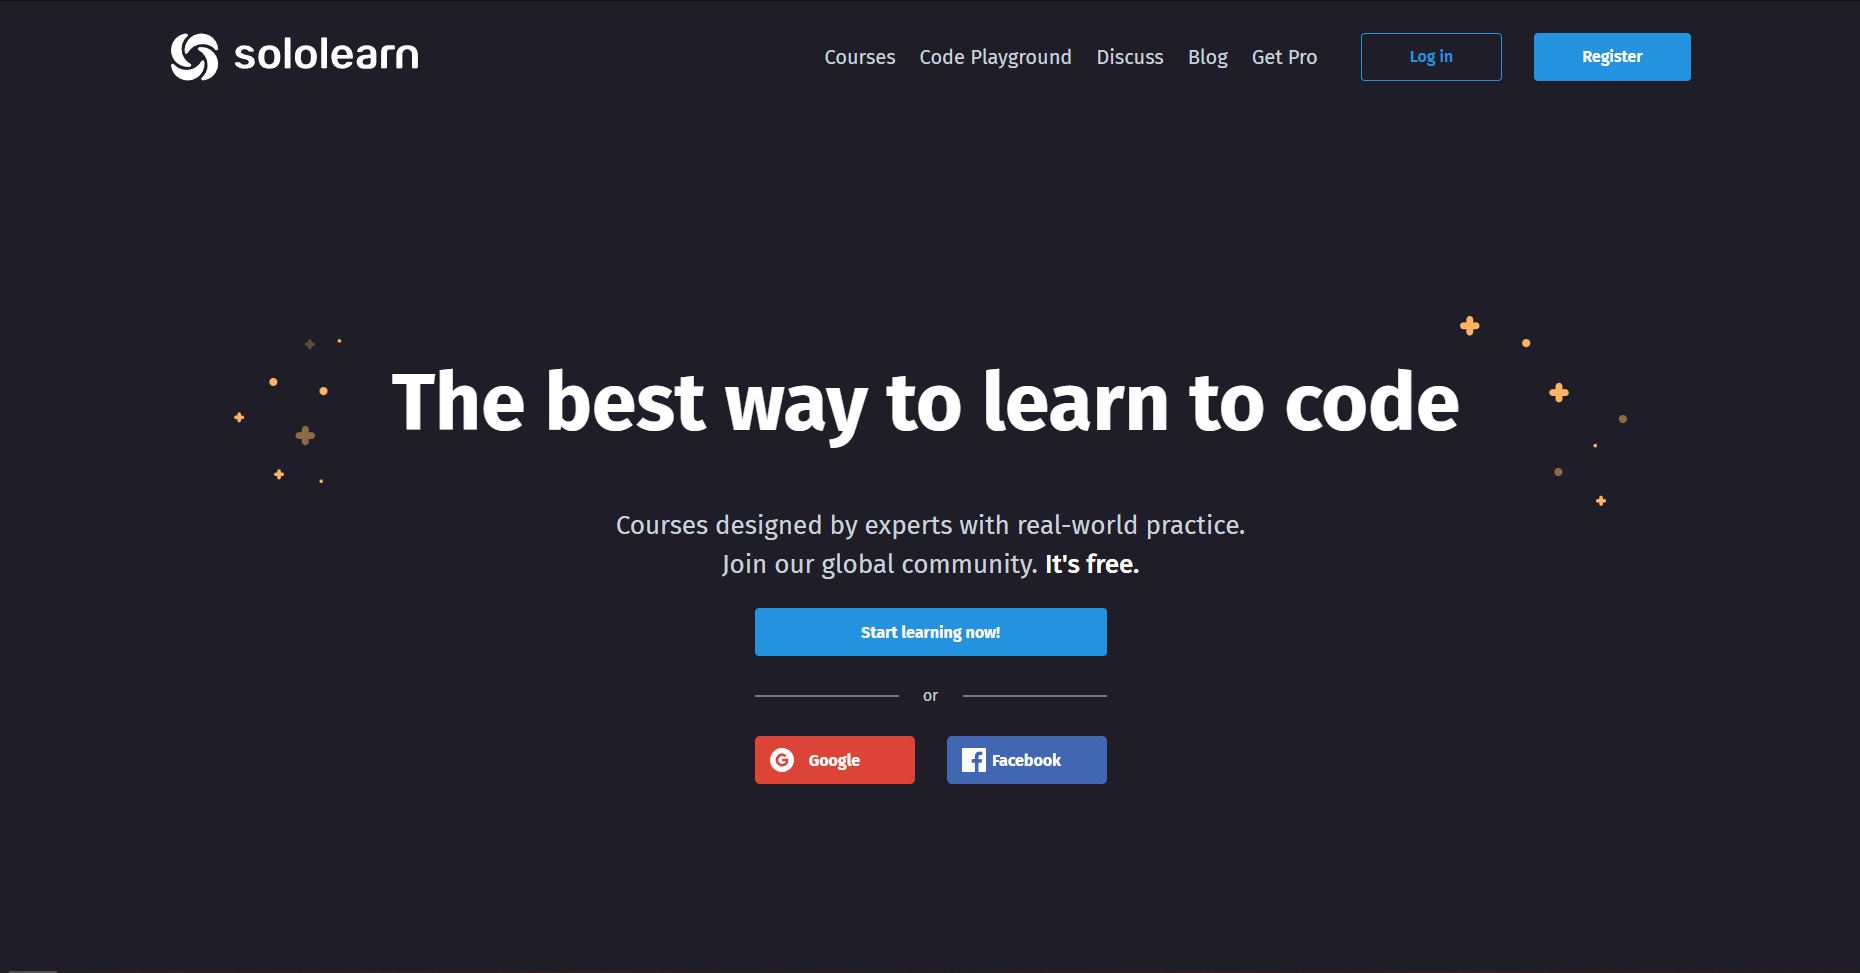 sololearn
Courses Code Playground Discuss Blog Get Pro Log in Register
The best way to learn to code
Courses designed by experts with real-world practice.
Join our global community. It's free.
Start learning now!
or
G Google f Facebook